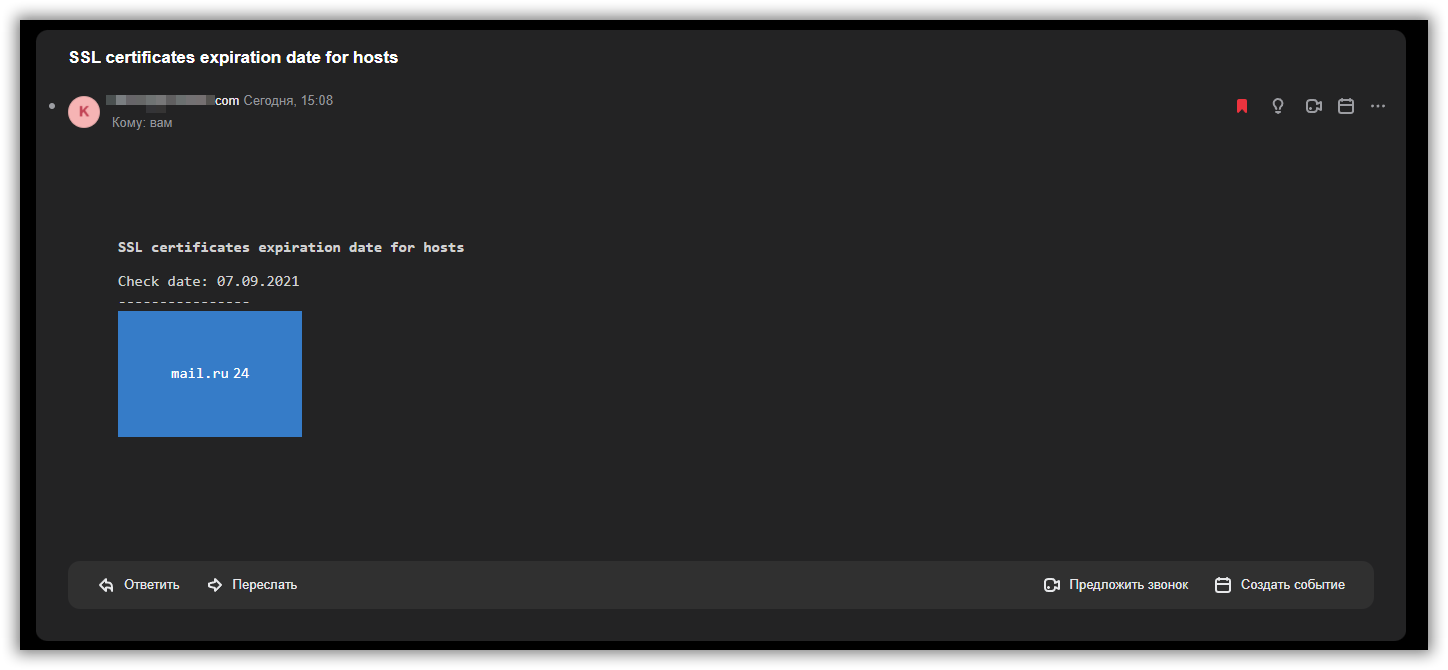 SSL certificates expiration date for hosts
K
com Сегодня, 15:08
Кому: вам
SSL certificates expiration date for hosts
Check date: 07.09.2021
----------------
mail.ru 24
Ответить Переслать Предложить звонок Создать событие